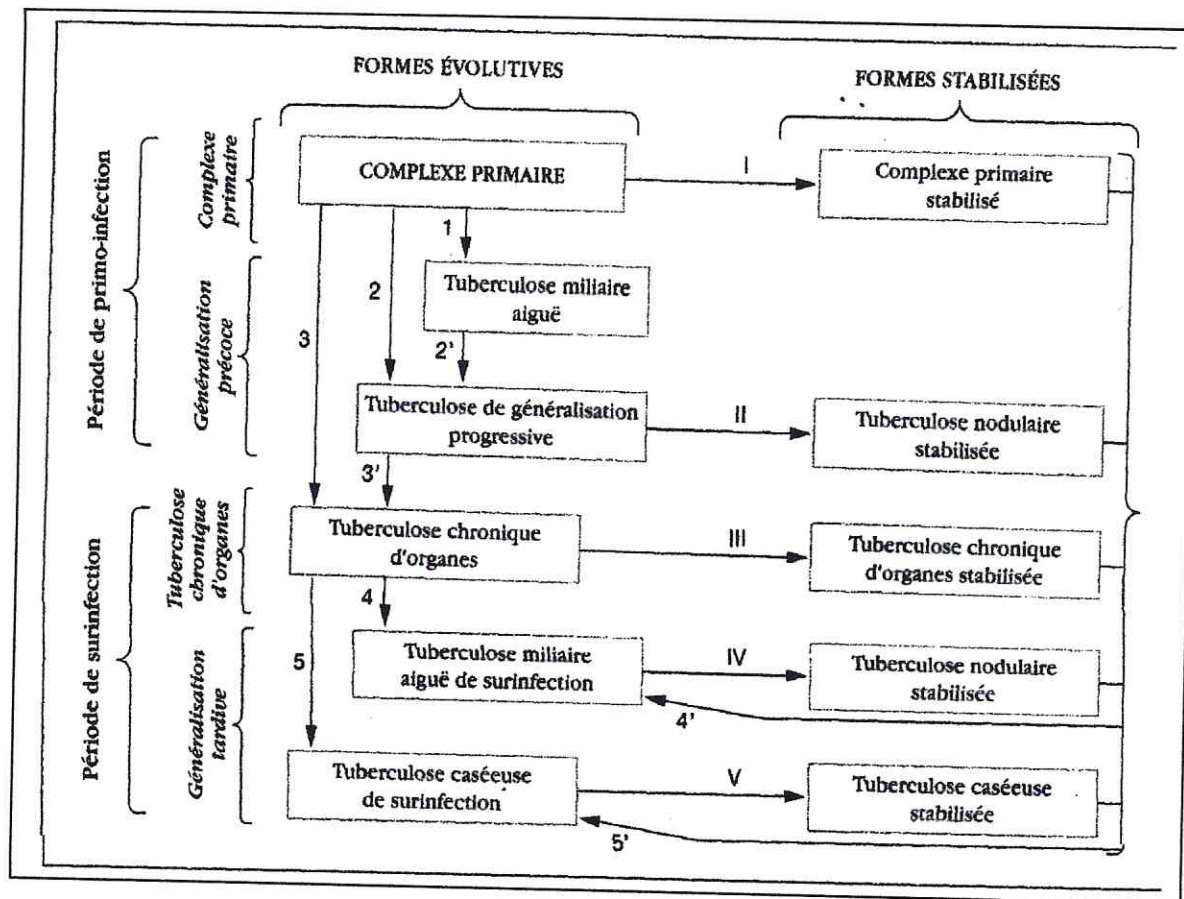 FORMES ÉVOLUTIVES
FORMES STABILISÉES
Période de primo-infection
Complexe
primaire
COMPLEXE PRIMAIRE
I
Complexe primaire
stabilisé
1
2
3
Généralisation
précoce
Tuberculose miliaire
aiguë
2'
Tuberculose de généralisation
progressive
II
Tuberculose nodulaire
stabilisée
3'
Période de surinfection
Tuberculose
chronique
d'organes
Tuberculose chronique
d'organes
III
Tuberculose chronique
d'organes stabilisée
4
5
Généralisation
tardive
Tuberculose miliaire
aiguë de surinfection
IV
Tuberculose nodulaire
stabilisée
4'
Tuberculose caséeuse
de surinfection
V
Tuberculose caséeuse
stabilisée
5'